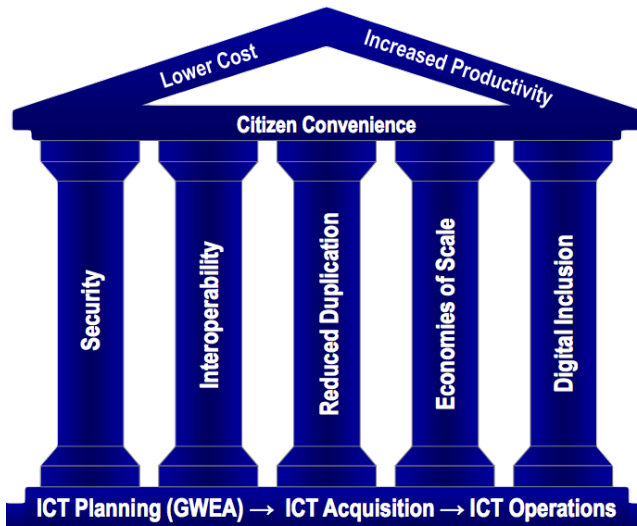 Lower Cost
Increased Productivity
Citizen Convenience
Security
Interoperability
Reduced Duplication
Economies of Scale
Digital Inclusion
ICT Planning (GWEA) → ICT Acquisition → ICT Operations